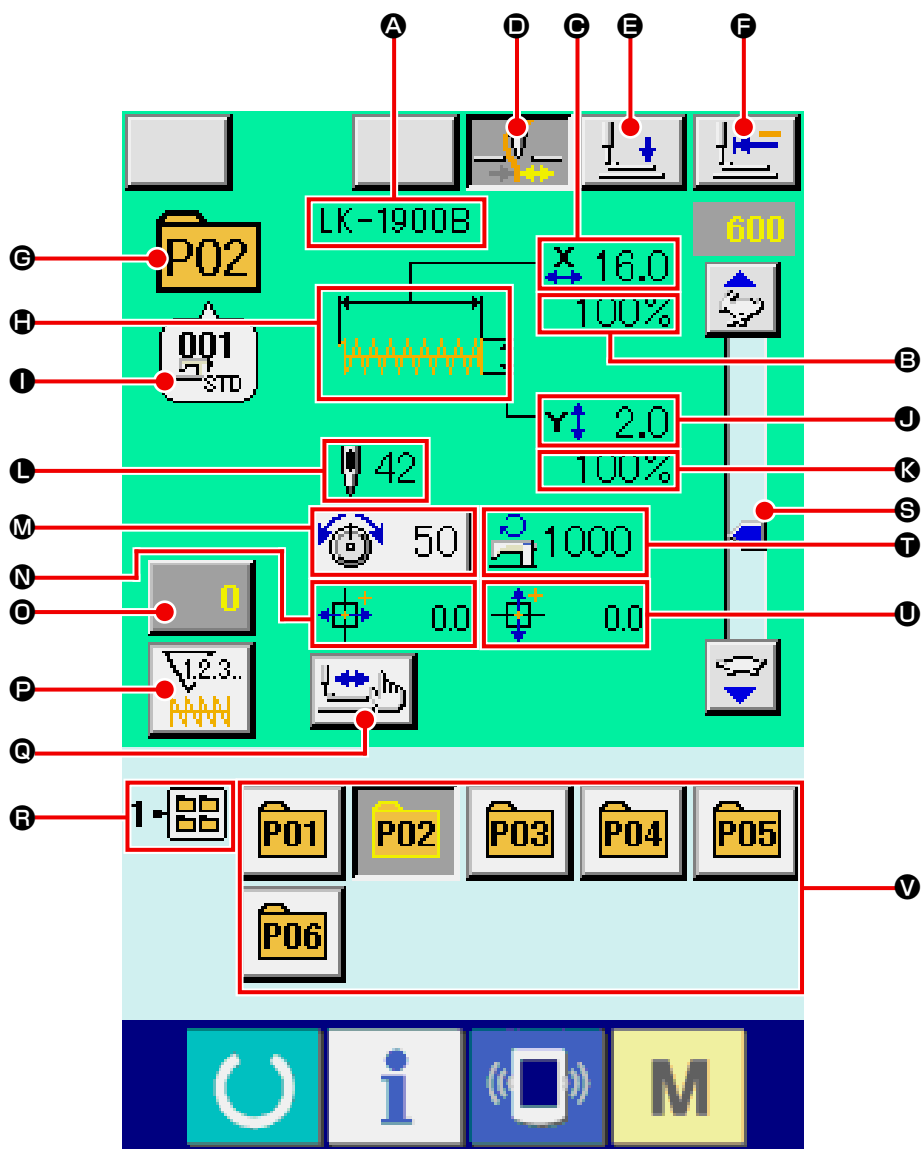 A D C E F
LK-1900B
600
G P02
X 16.0
100%
B
H
I 001
STD
J Y 2.0
K 100%
L 42
S
M 50 1000 T
N 0.0 0.0 U
O 0
P 1.2.3..
Q
R 1
P01 P02 P03 P04 P05
V
P06
i M